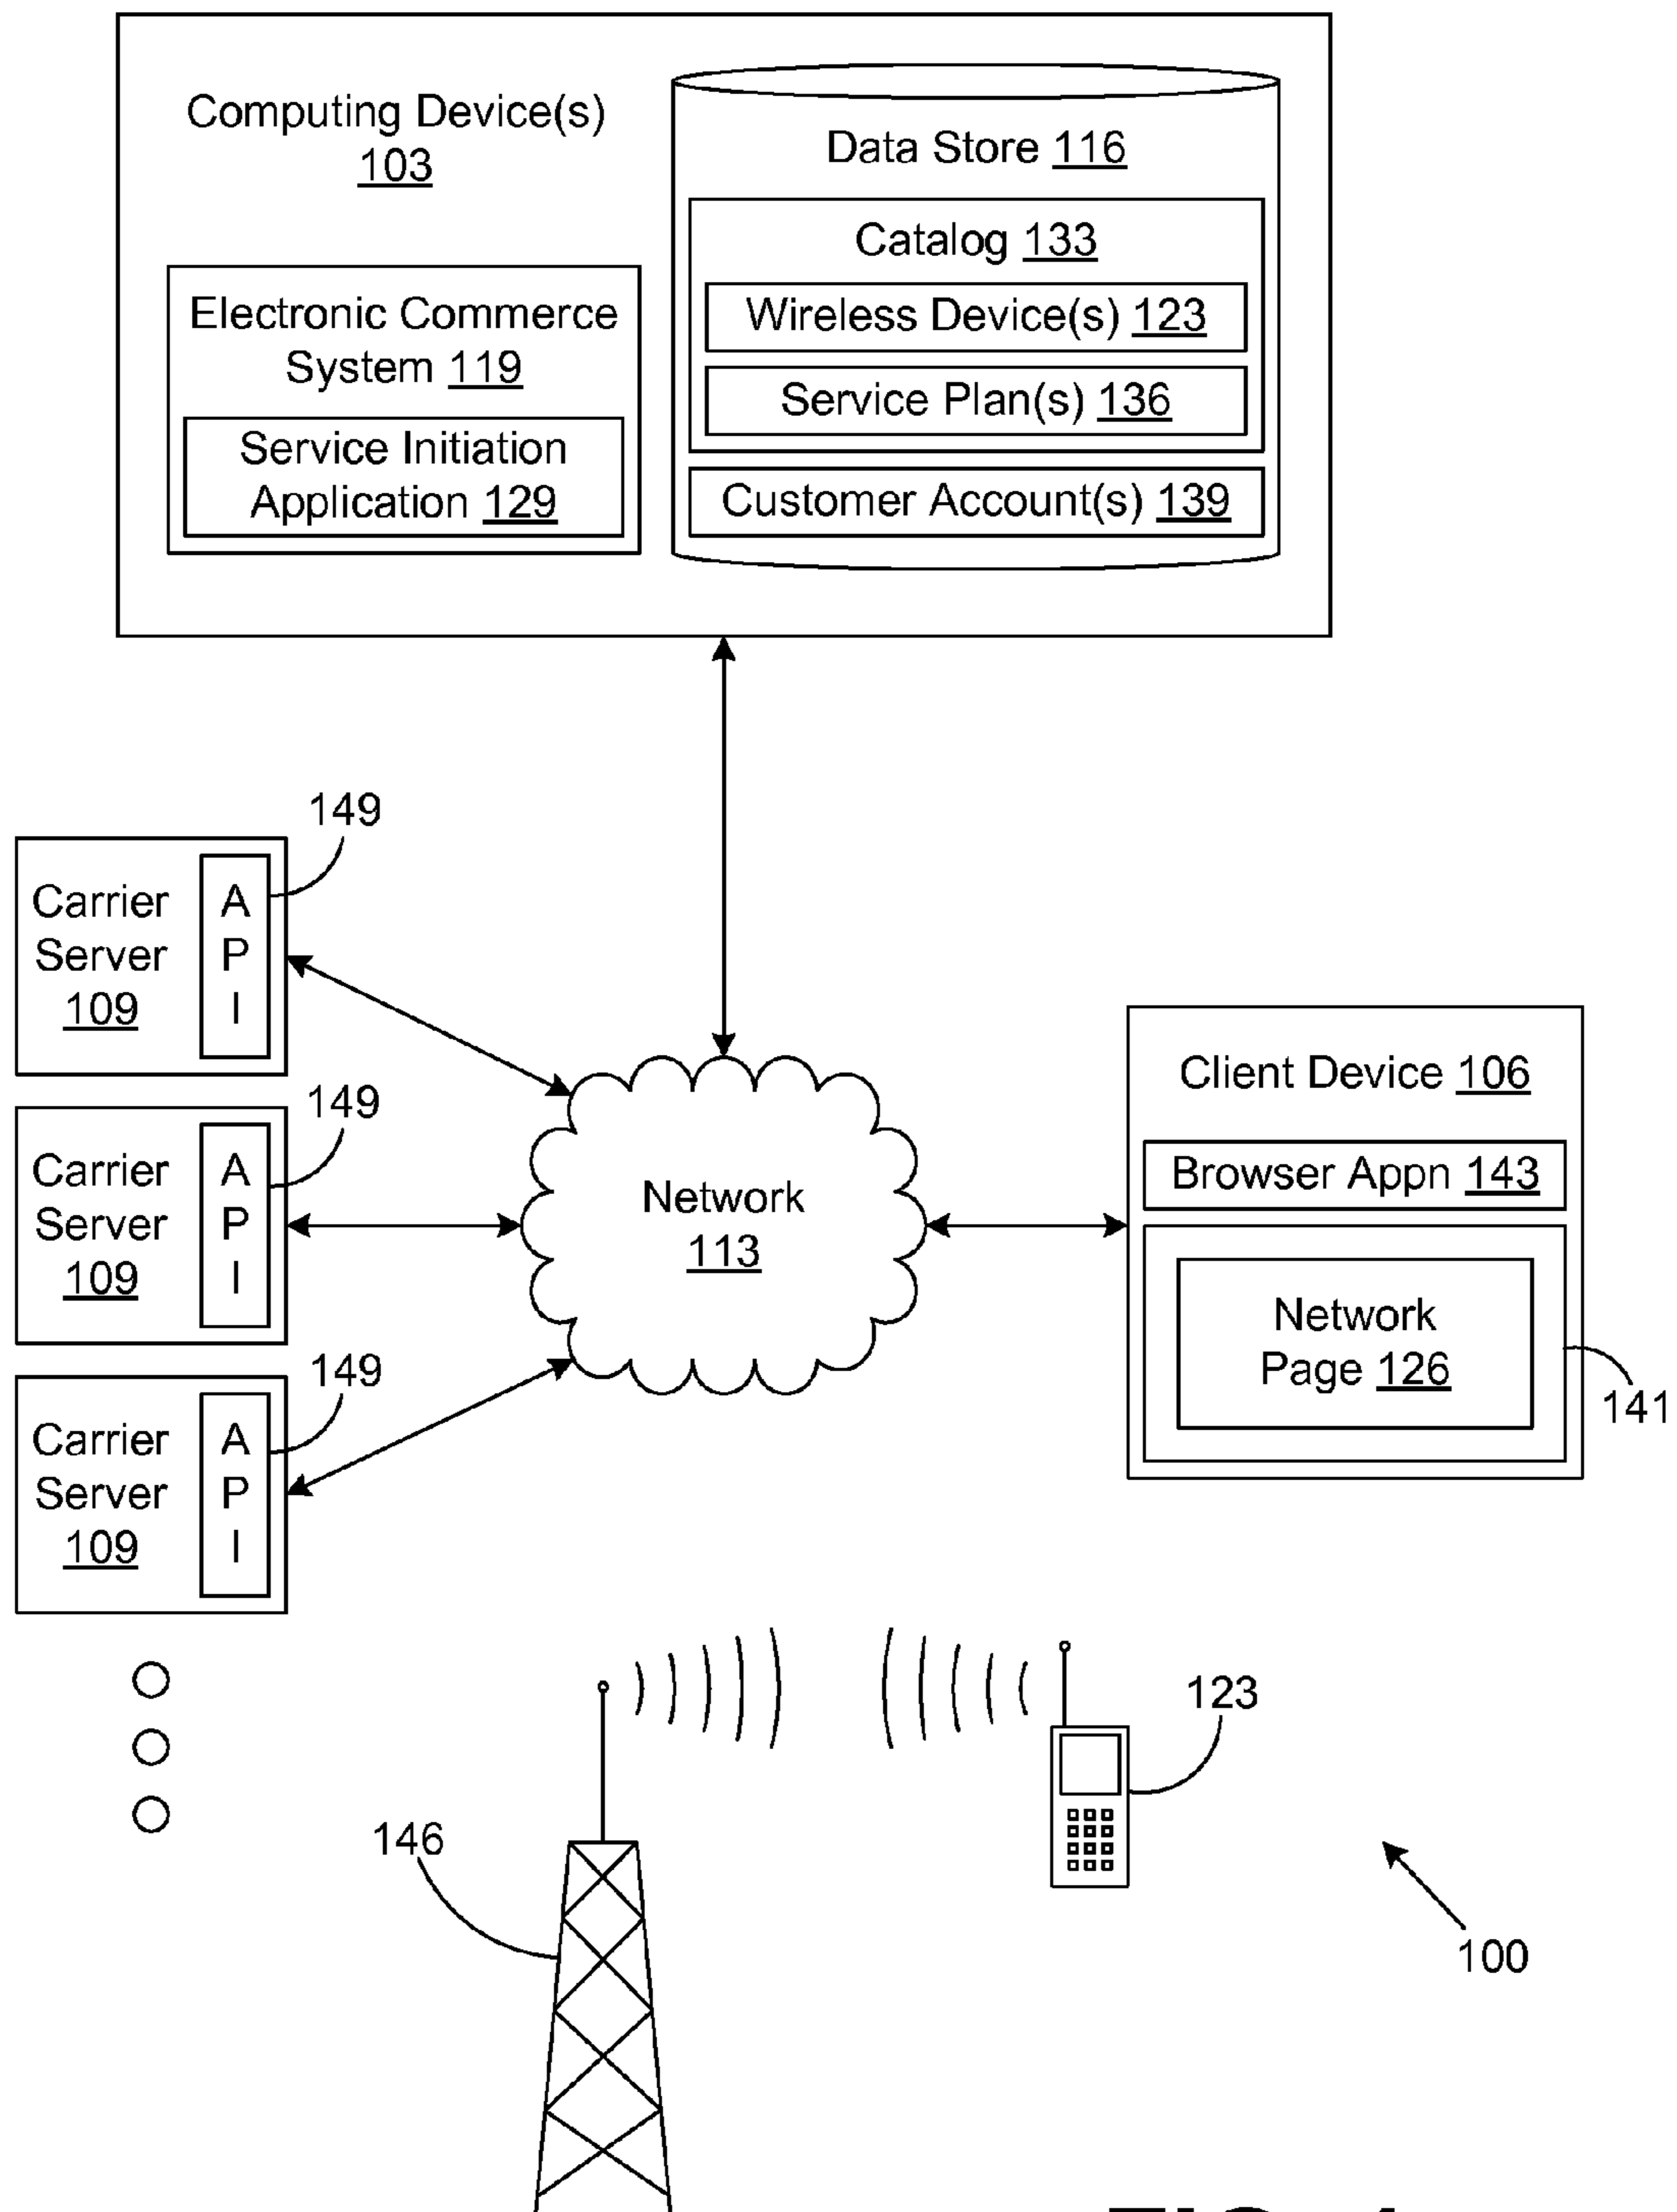 Computing Device(s)
103
Data Store 116
Catalog 133
Wireless Device(s) 123
Service Plan(s) 136
Customer Account(s) 139
Electronic Commerce
System 119
Service Initiation
Application 129
149
Carrier
Server
109
A
P
I
149
Carrier
Server
109
A
P
I
149
Carrier
Server
109
A
P
I
Network
113
Client Device 106
Browser Appn 143
Network
Page 126
141
123
146
100